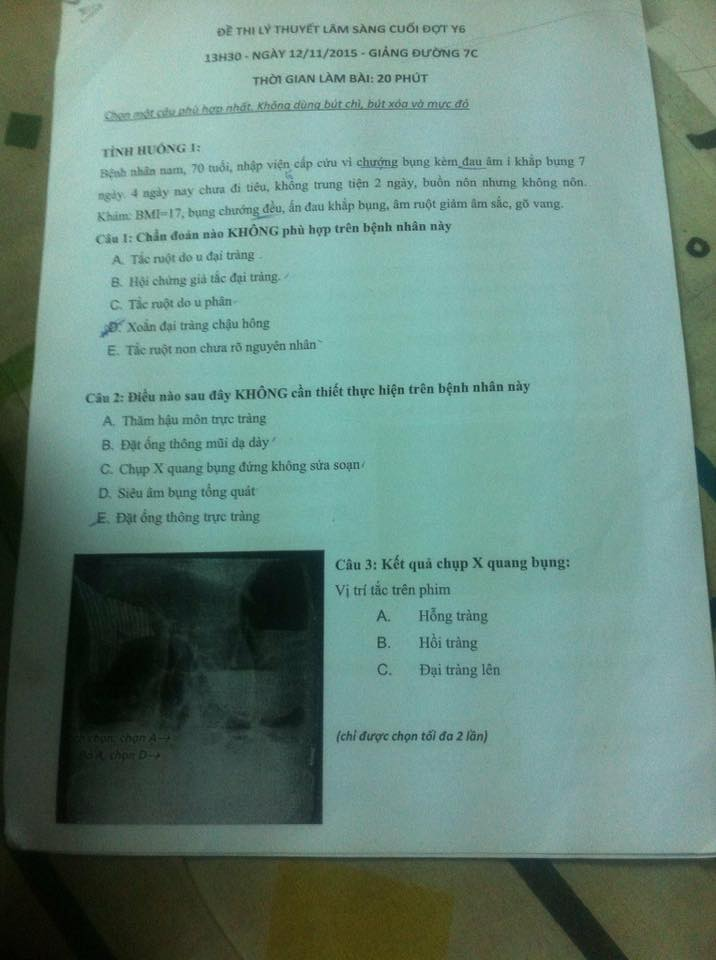 ĐỀ THI LÝ THUYẾT LÂM SÀNG CUỐI ĐỢT Y6
13H30 - NGÀY 12/11/2015 - GIẢNG ĐƯỜNG 7C
THỜI GIAN LÀM BÀI: 20 PHÚT
Chọn một câu phù hợp nhất. Không dùng bút chì, bút xóa và mực đỏ
TÌNH HUỐNG 1:
Bệnh nhân nam, 70 tuổi, nhập viện cấp cứu vì chướng bụng kèm đau âm ỉ khắp bụng 7
ngày. 4 ngày nay chưa đi tiêu, không trung tiện 2 ngày, buồn nôn nhưng không nôn.
Khám: BMI=17, bụng chướng đều, ấn đau khắp bụng, âm ruột giảm âm sắc, gõ vang.
Câu 1: Chẩn đoán nào KHÔNG phù hợp trên bệnh nhân này
A. Tắc ruột do u đại tràng
B. Hội chứng giả tắc đại tràng.
C. Tắc ruột do u phân
D. Xoắn đại tràng chậu hông
E. Tắc ruột non chưa rõ nguyên nhân
Câu 2: Điều nào sau đây KHÔNG cần thiết thực hiện trên bệnh nhân này
A. Thăm hậu môn trực tràng
B. Đặt ống thông mũi dạ dày
C. Chụp X quang bụng đứng không sửa soạn
D. Siêu âm bụng tổng quát
E. Đặt ống thông trực tràng
Câu 3: Kết quả chụp X quang bụng:
Vị trí tắc trên phim
A. Hỗng tràng
B. Hồi tràng
C. Đại tràng lên
chọn, chọn A→
bỏ A, chọn D→
(chỉ được chọn tối đa 2 lần)